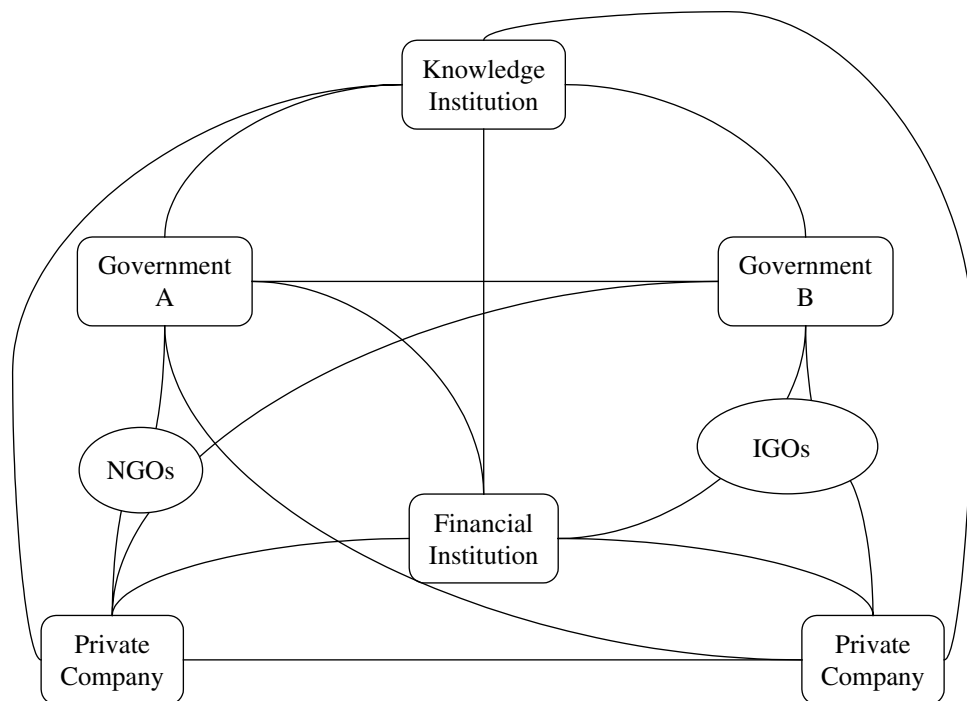 Knowledge
Institution
Government
A
Government
B
NGOs
IGOs
Financial
Institution
Private
Company
Private
Company